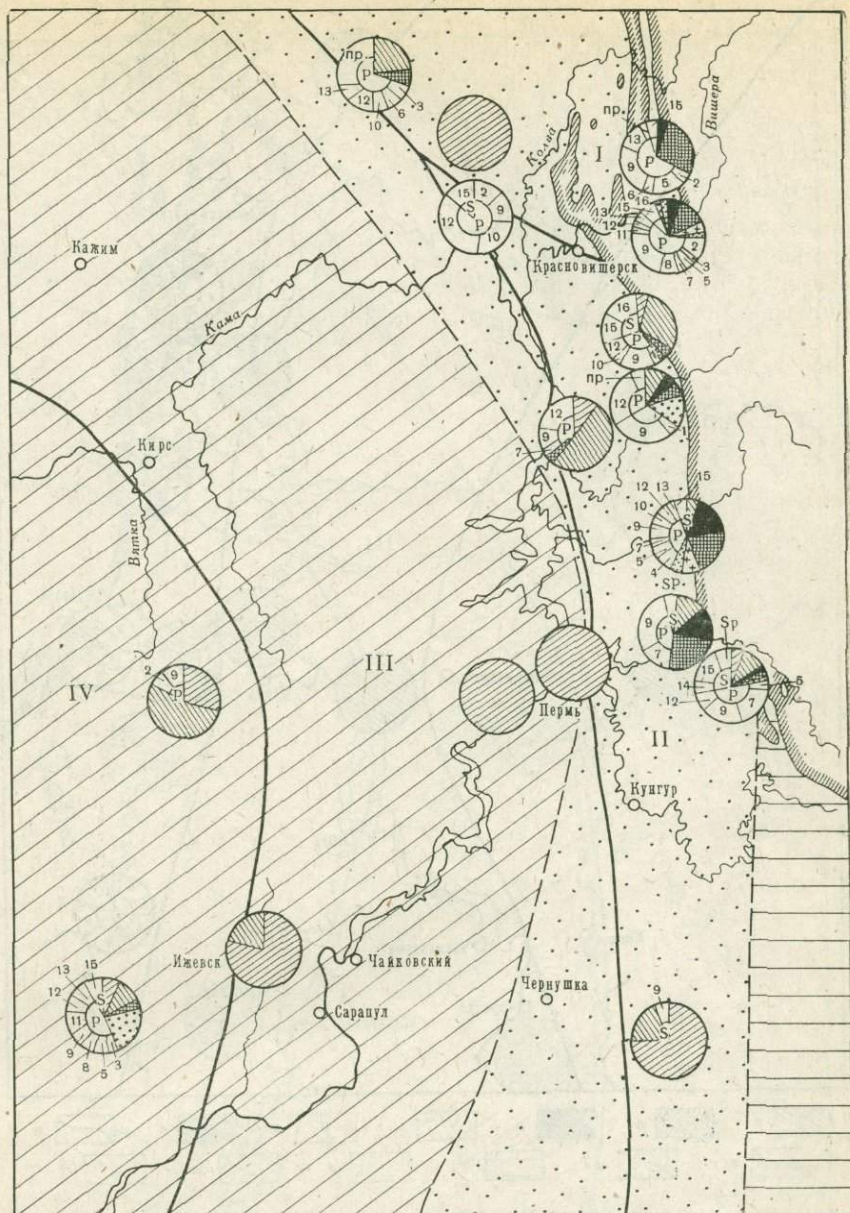 пр
P
13
12
10
6
3
15
Вишера
пр
I
13
P
5
2
Колва
15
S
2
9
P
12
10
6
16
15
13
12
11
P
9
8
7
5
3
2
Красновишерск
Кажим
Кама
16
15
S
12
P
10
9
пр
P
12
9
1
12
P
9
7
Кирс
Вятка
15
12
13
10
S
9
P
7
5
4
SP
9
S
P
7
Sp
15
S
14
P
12
9
7
5
III
IV
2
9
P
Пермь
II
Кунгур
Ижевск
Чайковский
Сарапул
Чернушка
13
15
12
S
11
P
9
8
5
3
9
S